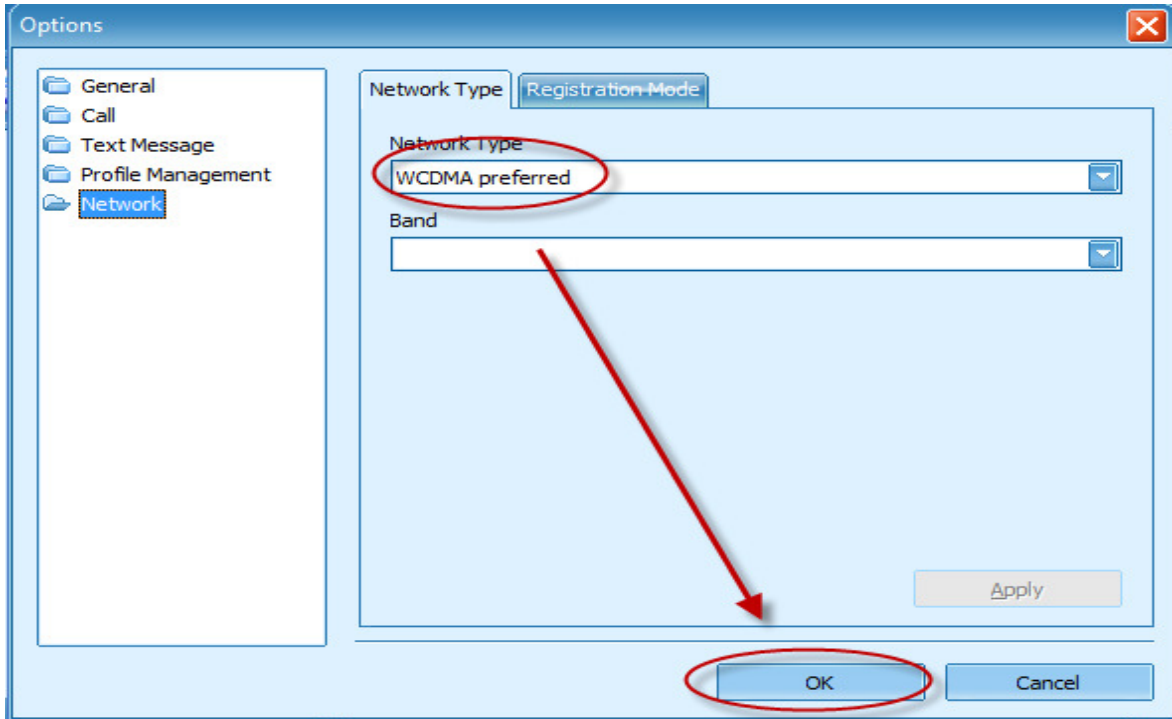 Options
General
Call
Text Message
Profile Management
Network
Network Type
Registration Mode
Network Type
WCDMA preferred
Band
Apply
OK
Cancel